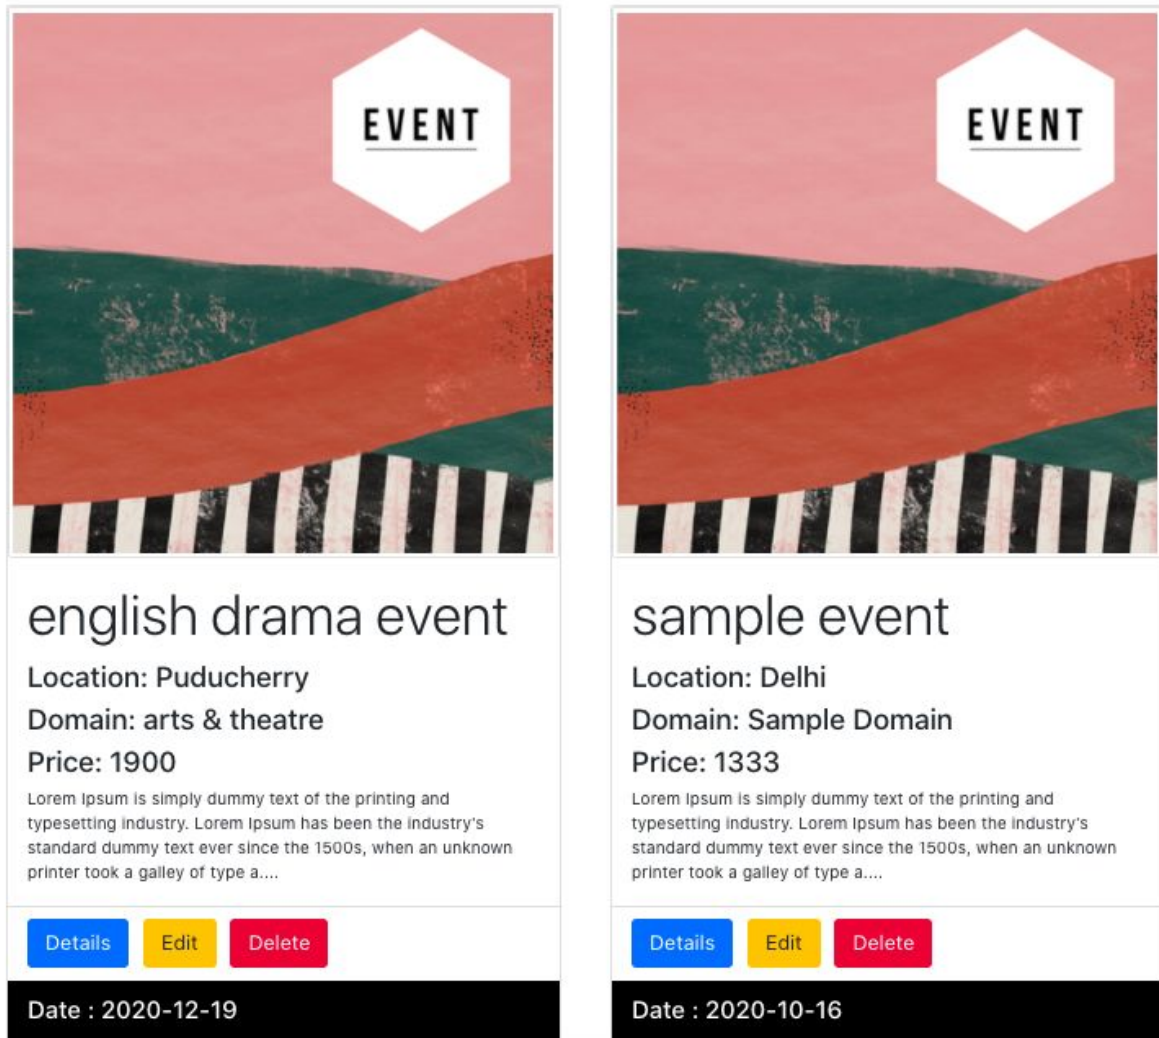 EVENT
english drama event
Location: Puducherry
Domain: arts & theatre
Price: 1900
Lorem Ipsum is simply dummy text of the printing and
typesetting industry. Lorem Ipsum has been the industry's
standard dummy text ever since the 1500s, when an unknown
printer took a galley of type a....
Details Edit Delete
Date : 2020-12-19
EVENT
sample event
Location: Delhi
Domain: Sample Domain
Price: 1333
Lorem Ipsum is simply dummy text of the printing and
typesetting industry. Lorem Ipsum has been the industry's
standard dummy text ever since the 1500s, when an unknown
printer took a galley of type a....
Details Edit Delete
Date : 2020-10-16